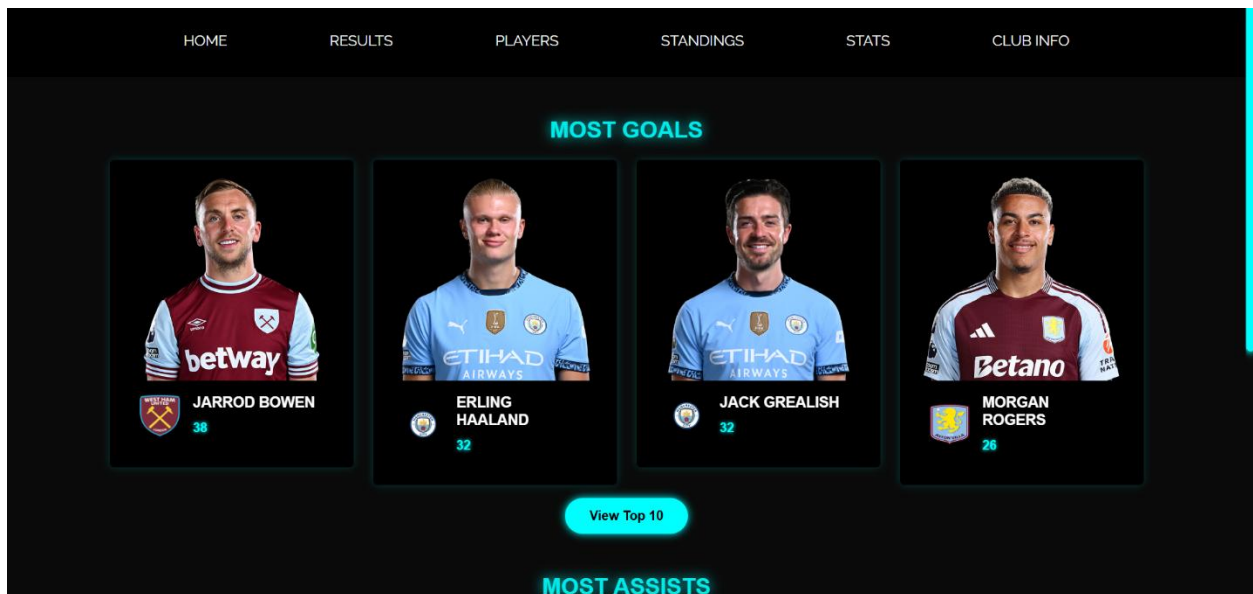 HOME RESULTS PLAYERS STANDINGS STATS CLUB INFO
MOST GOALS
betway
ETIHAD
AIRWAYS
ETIHAD
AIRWAYS
Betano
JARROD BOWEN
38
ERLING
HAALAND
32
JACK GREALISH
32
MORGAN
ROGERS
26
View Top 10
MOST ASSISTS